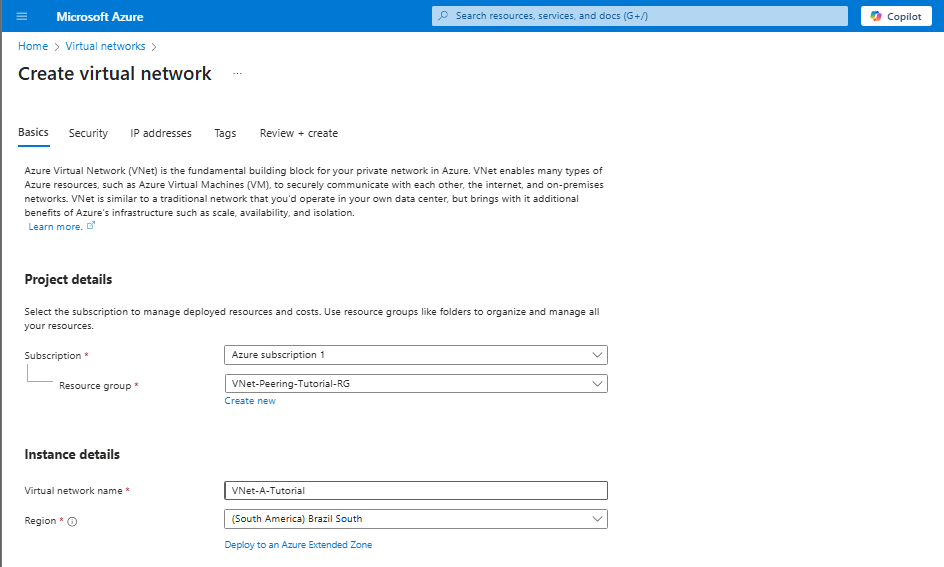 Microsoft Azure
Search resources, services, and docs (G+/)
Copilot
Home > Virtual networks >
Create virtual network ...
Basics Security IP addresses Tags Review + create
Azure Virtual Network (VNet) is the fundamental building block for your private network in Azure. VNet enables many types of
Azure resources, such as Azure Virtual Machines (VM), to securely communicate with each other, the internet, and on-premises
networks. VNet is similar to a traditional network that you'd operate in your own data center, but brings with it additional
benefits of Azure's infrastructure such as scale, availability, and isolation.
Learn more.
Project details
Select the subscription to manage deployed resources and costs. Use resource groups like folders to organize and manage all
your resources.
Subscription * Azure subscription 1
Resource group * VNet-Peering-Tutorial-RG
Create new
Instance details
Virtual network name * VNet-A-Tutorial
Region * (South America) Brazil South
Deploy to an Azure Extended Zone